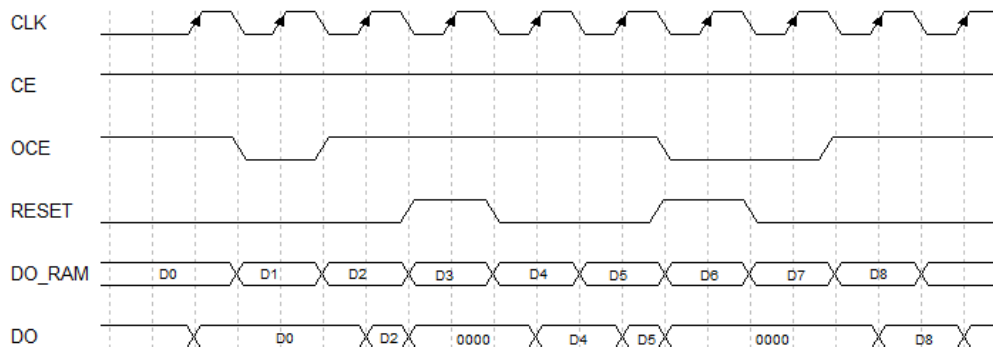 CLK
CE
OCE
RESET
DO_RAM D0 D1 D2 D3 D4 D5 D6 D7 D8
DO D0 D2 0000 D4 D5 0000 D8